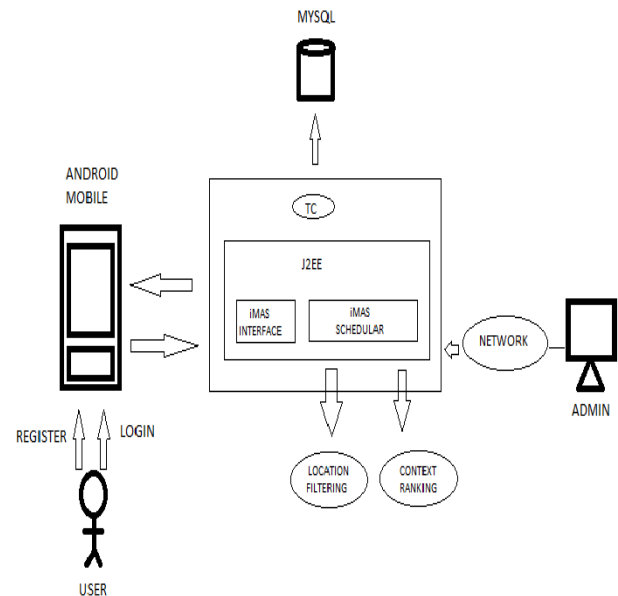 MYSQL
ANDROID
MOBILE
TC
J2EE
iMAS
INTERFACE
iMAS
SCHEDULAR
NETWORK
ADMIN
REGISTER
LOGIN
LOCATION
FILTERING
CONTEXT
RANKING
USER